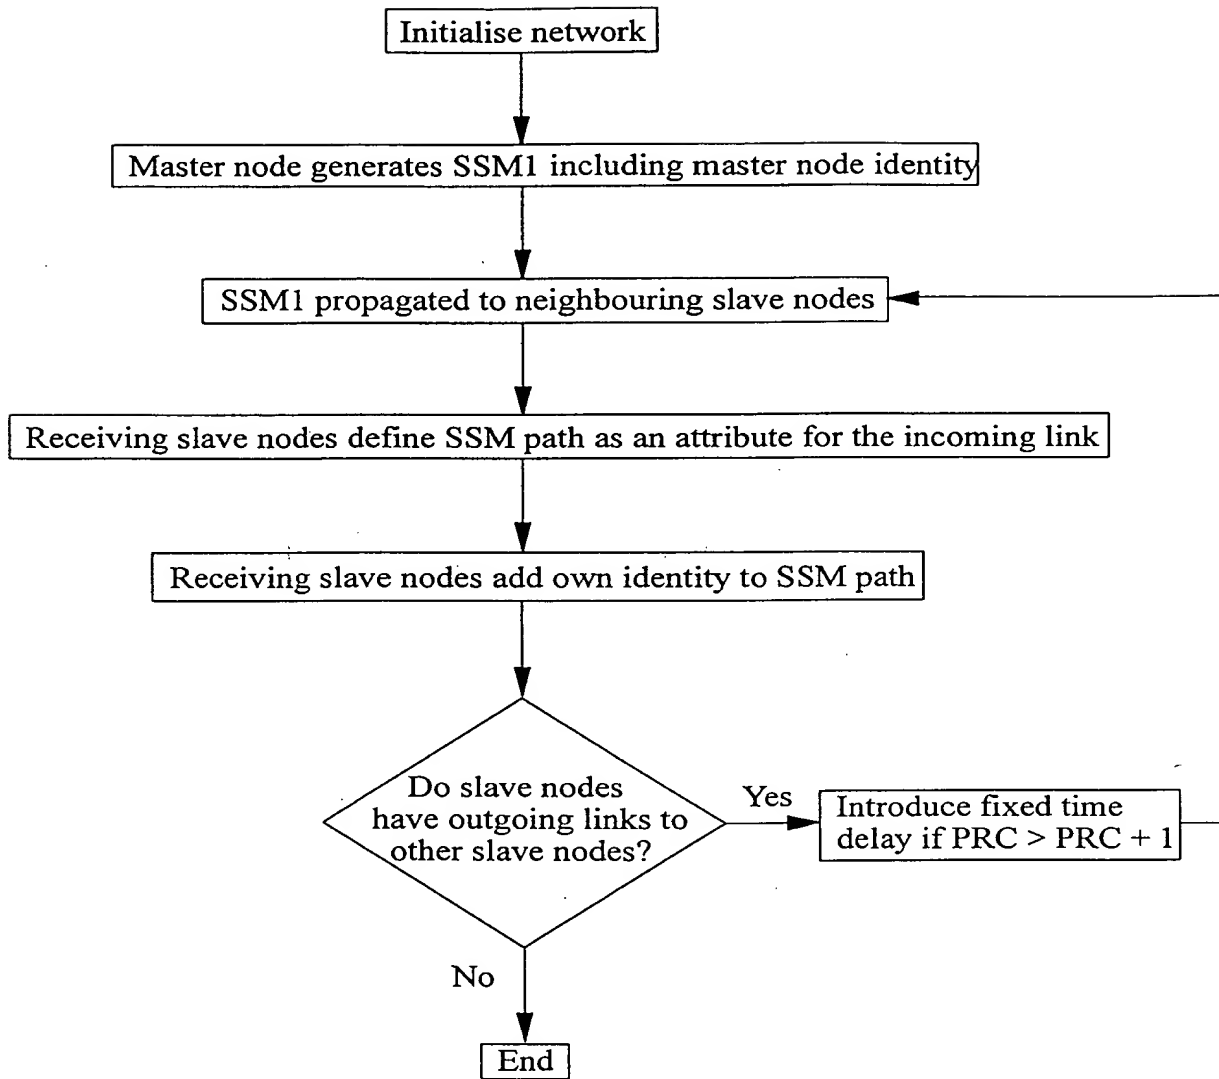 Initialise network
Master node generates SSM1 including master node identity
SSM1 propagated to neighbouring slave nodes
Receiving slave nodes define SSM path as an attribute for the incoming link
Receiving slave nodes add own identity to SSM path
Do slave nodes
have outgoing links to
other slave nodes?
Yes
Introduce fixed time
delay if PRC > PRC + 1
No
End